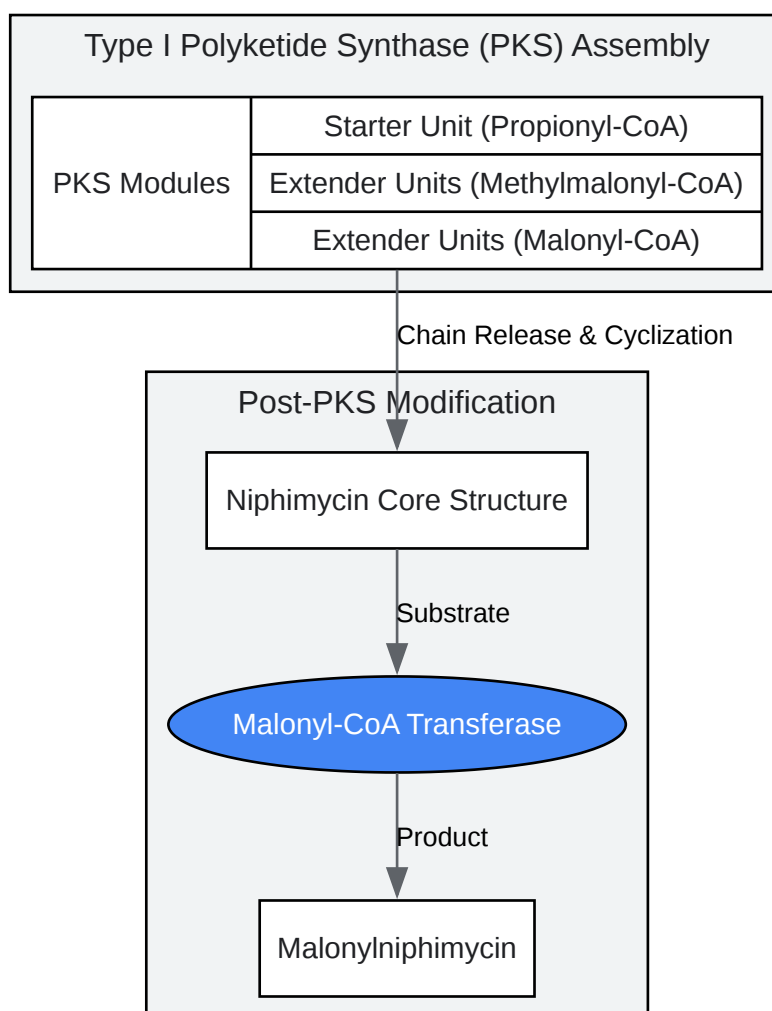 Type I Polyketide Synthase (PKS) Assembly
PKS Modules
Starter Unit (Propionyl-CoA)
Extender Units (Methylmalonyl-CoA)
Extender Units (Malonyl-CoA)
Chain Release & Cyclization
Post-PKS Modification
Niphimycin Core Structure
Substrate
Malonyl-CoA Transferase
Product
Malonylniphimycin